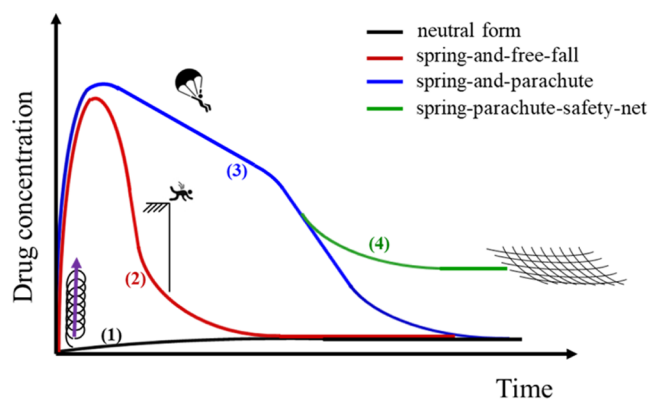 neutral form
spring-and-free-fall
spring-and-parachute
spring-parachute-safety-net
Drug concentration
(3)
(4)
(2)
(1)
Time